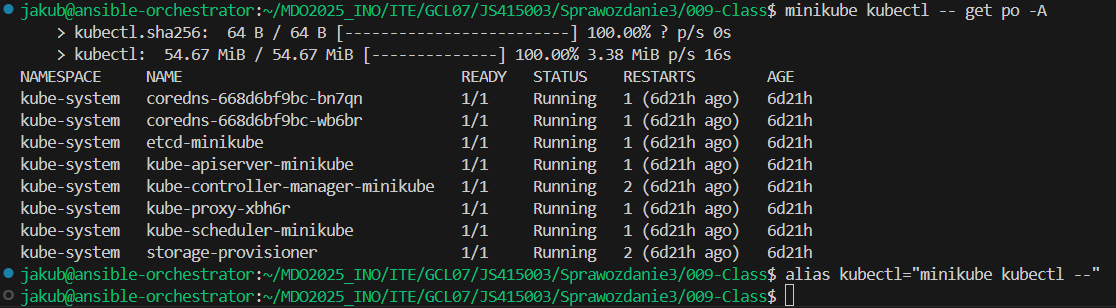 jakub@ansible-orchestrator:~/MDO2025_INO/ITE/GCL07/JS415003/Sprawozdanie3/009-Class$ minikube kubectl -- get po -A
    > kubectl.sha256:  64 B / 64 B [-------------------------] 100.00% ? p/s 0s
    > kubectl:  54.67 MiB / 54.67 MiB [--------------] 100.00% 3.38 MiB p/s 16s
NAMESPACE     NAME                               READY   STATUS    RESTARTS        AGE
kube-system   coredns-668d6bf9bc-bn7qn           1/1     Running   1 (6d21h ago)   6d21h
kube-system   coredns-668d6bf9bc-wb6br           1/1     Running   1 (6d21h ago)   6d21h
kube-system   etcd-minikube                      1/1     Running   1 (6d21h ago)   6d21h
kube-system   kube-apiserver-minikube            1/1     Running   1 (6d21h ago)   6d21h
kube-system   kube-controller-manager-minikube   1/1     Running   2 (6d21h ago)   6d21h
kube-system   kube-proxy-xbh6r                   1/1     Running   1 (6d21h ago)   6d21h
kube-system   kube-scheduler-minikube            1/1     Running   1 (6d21h ago)   6d21h
kube-system   storage-provisioner                1/1     Running   2 (6d21h ago)   6d21h
jakub@ansible-orchestrator:~/MDO2025_INO/ITE/GCL07/JS415003/Sprawozdanie3/009-Class$ alias kubectl="minikube kubectl --"
jakub@ansible-orchestrator:~/MDO2025_INO/ITE/GCL07/JS415003/Sprawozdanie3/009-Class$